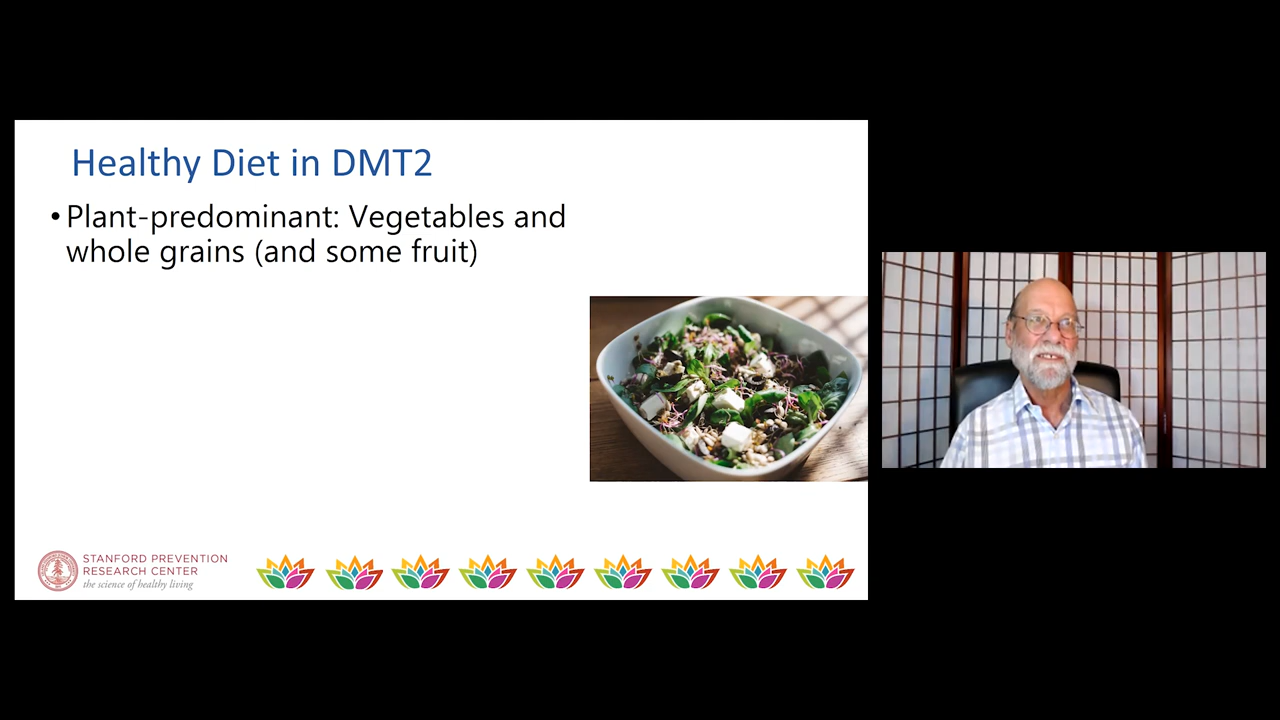 Healthy Diet in DMT2
• Plant-predominant: Vegetables and
whole grains (and some fruit)
STANFORD PREVENTION
RESEARCH CENTER
the science of healthy living